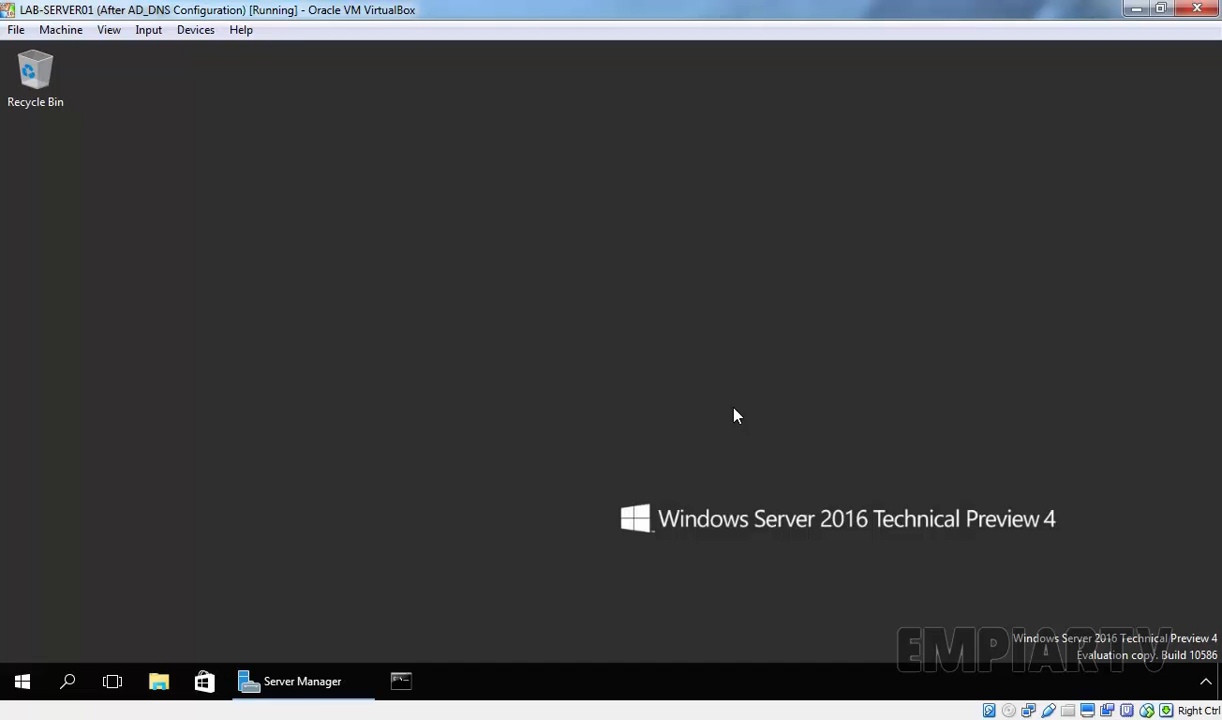 LAB-SERVER01 (After AD_DNS Configuration) [Running] - Oracle VM VirtualBox
File Machine View Input Devices Help
Recycle Bin
Windows Server 2016 Technical Preview 4
EMPIARTV
Windows Server 2016 Technical Preview 4
Evaluation copy. Build 10586
Server Manager
Right Ctrl